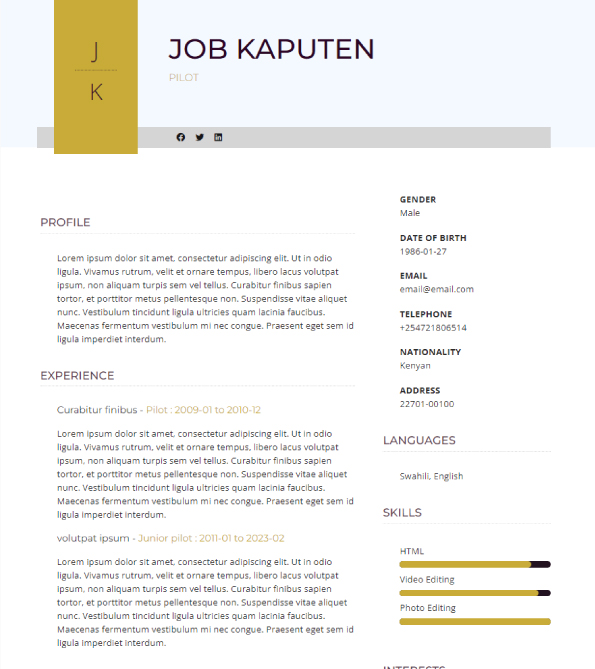 J
K
JOB KAPUTEN
PILOT
PROFILE
Lorem ipsum dolor sit amet, consectetur adipiscing elit. Ut in odio
ligula. Vivamus rutrum, velit et ornare tempus, libero lacus volutpat
ipsum, non aliquam turpis sem vel tellus. Curabitur finibus sapien
tortor, et porttitor metus pellentesque non. Suspendisse vitae aliquet
nunc. Vestibulum tincidunt ligula ultricies quam lacinia faucibus.
Maecenas fermentum vestibulum mi nec congue. Praesent eget sem id
ligula imperdiet interdum.
EXPERIENCE
Curabitur finibus - Pilot : 2009-01 to 2010-12
Lorem ipsum dolor sit amet, consectetur adipiscing elit. Ut in odio
ligula. Vivamus rutrum, velit et ornare tempus, libero lacus volutpat
ipsum, non aliquam turpis sem vel tellus. Curabitur finibus sapien
tortor, et porttitor metus pellentesque non. Suspendisse vitae aliquet
nunc. Vestibulum tincidunt ligula ultricies quam lacinia faucibus.
Maecenas fermentum vestibulum mi nec congue. Praesent eget sem id
ligula imperdiet interdum.
volutpat ipsum - Junior pilot : 2011-01 to 2023-02
Lorem ipsum dolor sit amet, consectetur adipiscing elit. Ut in odio
ligula. Vivamus rutrum, velit et ornare tempus, libero lacus volutpat
ipsum, non aliquam turpis sem vel tellus. Curabitur finibus sapien
tortor, et porttitor metus pellentesque non. Suspendisse vitae aliquet
nunc. Vestibulum tincidunt ligula ultricies quam lacinia faucibus.
Maecenas fermentum vestibulum mi nec congue. Praesent eget sem id
ligula imperdiet interdum.
GENDER
Male
DATE OF BIRTH
1986-01-27
EMAIL
email@email.com
TELEPHONE
+254721806514
NATIONALITY
Kenyan
ADDRESS
22701-00100
LANGUAGES
Swahili, English
SKILLS
HTML
Video Editing
Photo Editing
INTERESTS